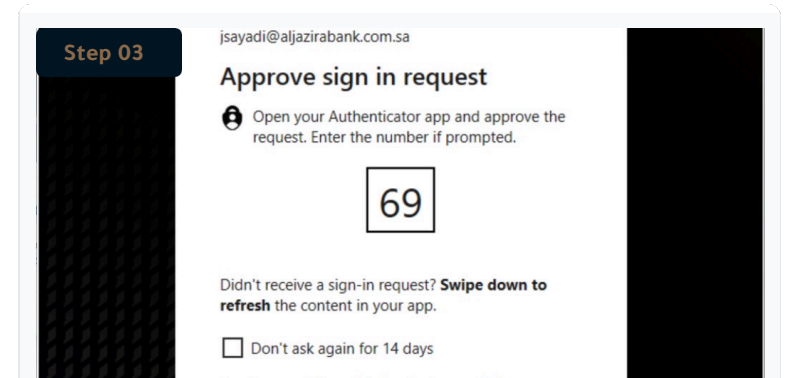 Step 03
jsayadi@aljazirabank.com.sa
Approve sign in request
Open your Authenticator app and approve the
request. Enter the number if prompted.
69
Didn't receive a sign-in request? Swipe down to
refresh the content in your app.
Don't ask again for 14 days